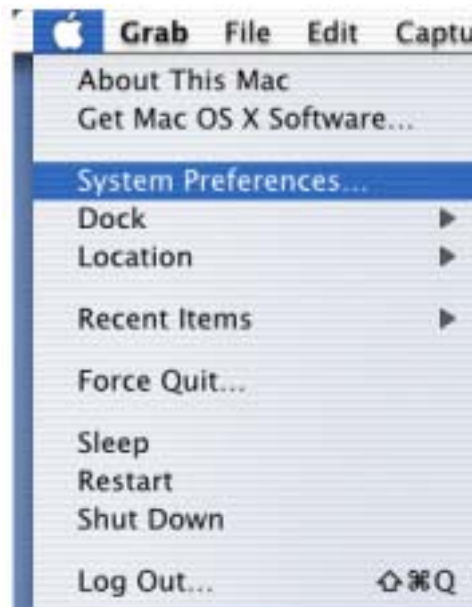 Grab File Edit Captu
About This Mac
Get Mac OS X Software...
System Preferences...
Dock
Location
Recent Items
Force Quit...
Sleep
Restart
Shut Down
Log Out... ⇧⌘Q